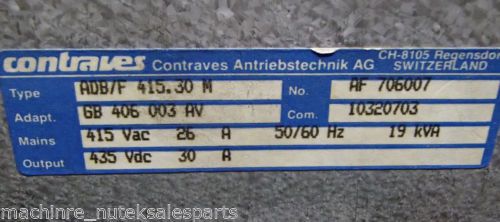 contraves Contraves Antriebstechnik AG CH-8105 Regensdor
SWITZERLAND
Type ADB/F 415.30 M No. AF 706007
Adapt. GB 406 003 AV Com. 10320703
Mains 415 Vac 26 A 50/60 Hz 19 kVA
Output 435 Vdc 30 A
machinre_nuteksalesparts